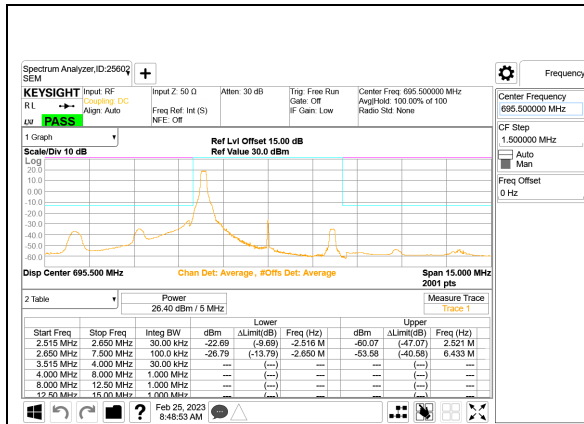 Spectrum Analyzer,ID:25602
SEM
+
Frequency
KEYSIGHT
Input: RF
Coupling: DC
Align: Auto
Input Z: 50 Ω
Freq Ref: Int (S)
NFE: Off
Atten: 30 dB
Trig: Free Run
Gate: Off
IF Gain: Low
Center Freq: 695.500000 MHz
Avg|Hold: 100.00% of 100
Radio Std: None
R L
LXI
PASS
Center Frequency
695.500000 MHz
CF Step
1.500000 MHz
Auto
Man
Freq Offset
0 Hz
1 Graph
Scale/Div 10 dB
Ref Lvl Offset 15.00 dB
Ref Value 30.0 dBm
Log
20.0
10.0
0.00
-10.0
-20.0
-30.0
-40.0
-50.0
-60.0
Disp Center 695.500 MHz
Chan Det: Average, #Offs Det: Average
Span 15.000 MHz
2001 pts
2 Table
Power
26.40 dBm / 5 MHz
Measure Trace
Trace 1
Lower Upper
Start Freq Stop Freq Integ BW dBm ΔLimit(dB) Freq (Hz) dBm ΔLimit(dB) Freq (Hz)
2.515 MHz 2.650 MHz 30.00 kHz -22.69 (-9.69) -2.516 M -60.07 (-47.07) 2.521 M
2.650 MHz 7.500 MHz 100.0 kHz -26.79 (-13.79) -2.650 M -53.58 (-40.58) 6.433 M
3.515 MHz 4.000 MHz 30.00 kHz --- (---) --- --- (---) ---
4.000 MHz 8.000 MHz 1.000 MHz --- (---) --- --- (---) ---
8.000 MHz 12.50 MHz 1.000 MHz --- (---) --- --- (---) ---
12.50 MHz 15.00 MHz 1.000 MHz --- (---) --- --- (---) ---
?
Feb 25, 2023
8:48:53 AM